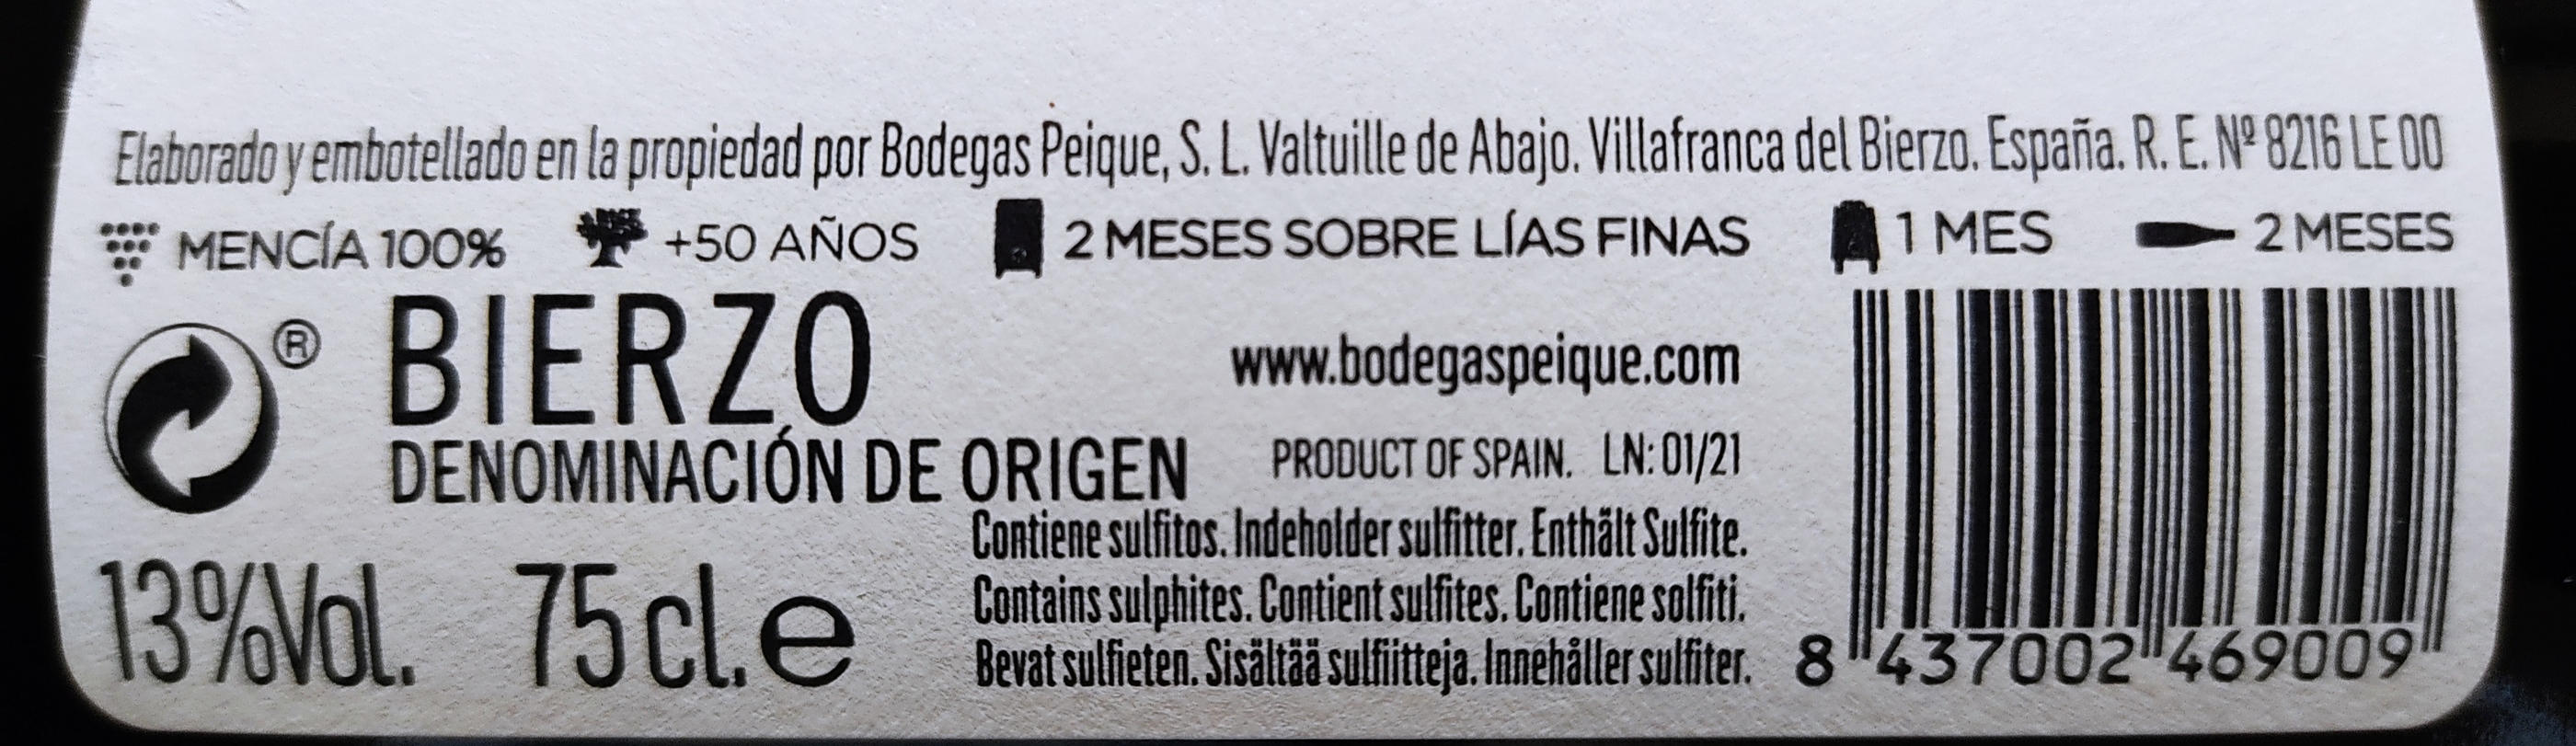 Elaborado y embotellado en la propiedad por Bodegas Peique, S. L. Valtuille de Abajo. Villafranca del Bierzo. España. R. E. Nº 8216 LE 00
MENCÍA 100% +50 AÑOS 2 MESES SOBRE LÍAS FINAS 1 MES 2 MESES
®
BIERZO
DENOMINACIÓN DE ORIGEN
www.bodegaspeique.com
PRODUCT OF SPAIN. LN: 01/21
13%Vol. 75 cl. e
Contiene sulfitos. Indeholder sulfitter. Enthält Sulfite.
Contains sulphites. Contient sulfites. Contiene solfiti.
Bevat sulfieten. Sisältää sulfiitteja. Innehåller sulfiter.
8 437002 469009